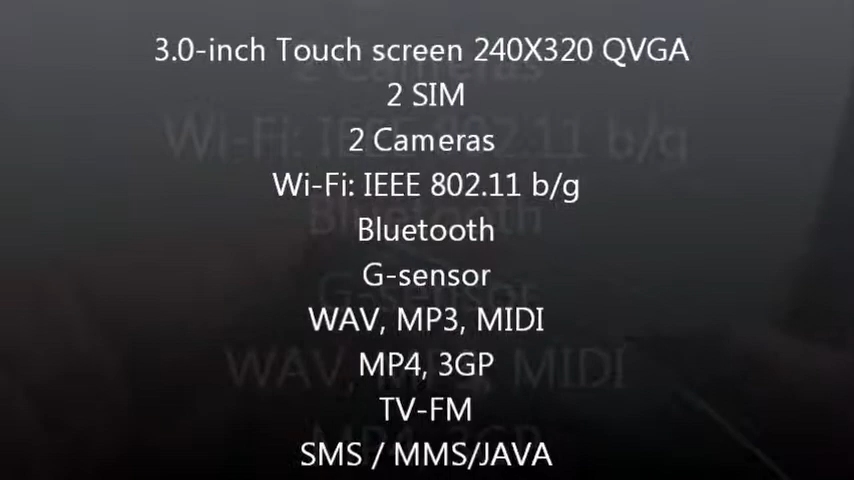 3.0-inch Touch screen 240X320 QVGA
2 SIM
2 Cameras
Wi-Fi: IEEE 802.11 b/g
Bluetooth
G-sensor
WAV, MP3, MIDI
MP4, 3GP
TV-FM
SMS / MMS/JAVA